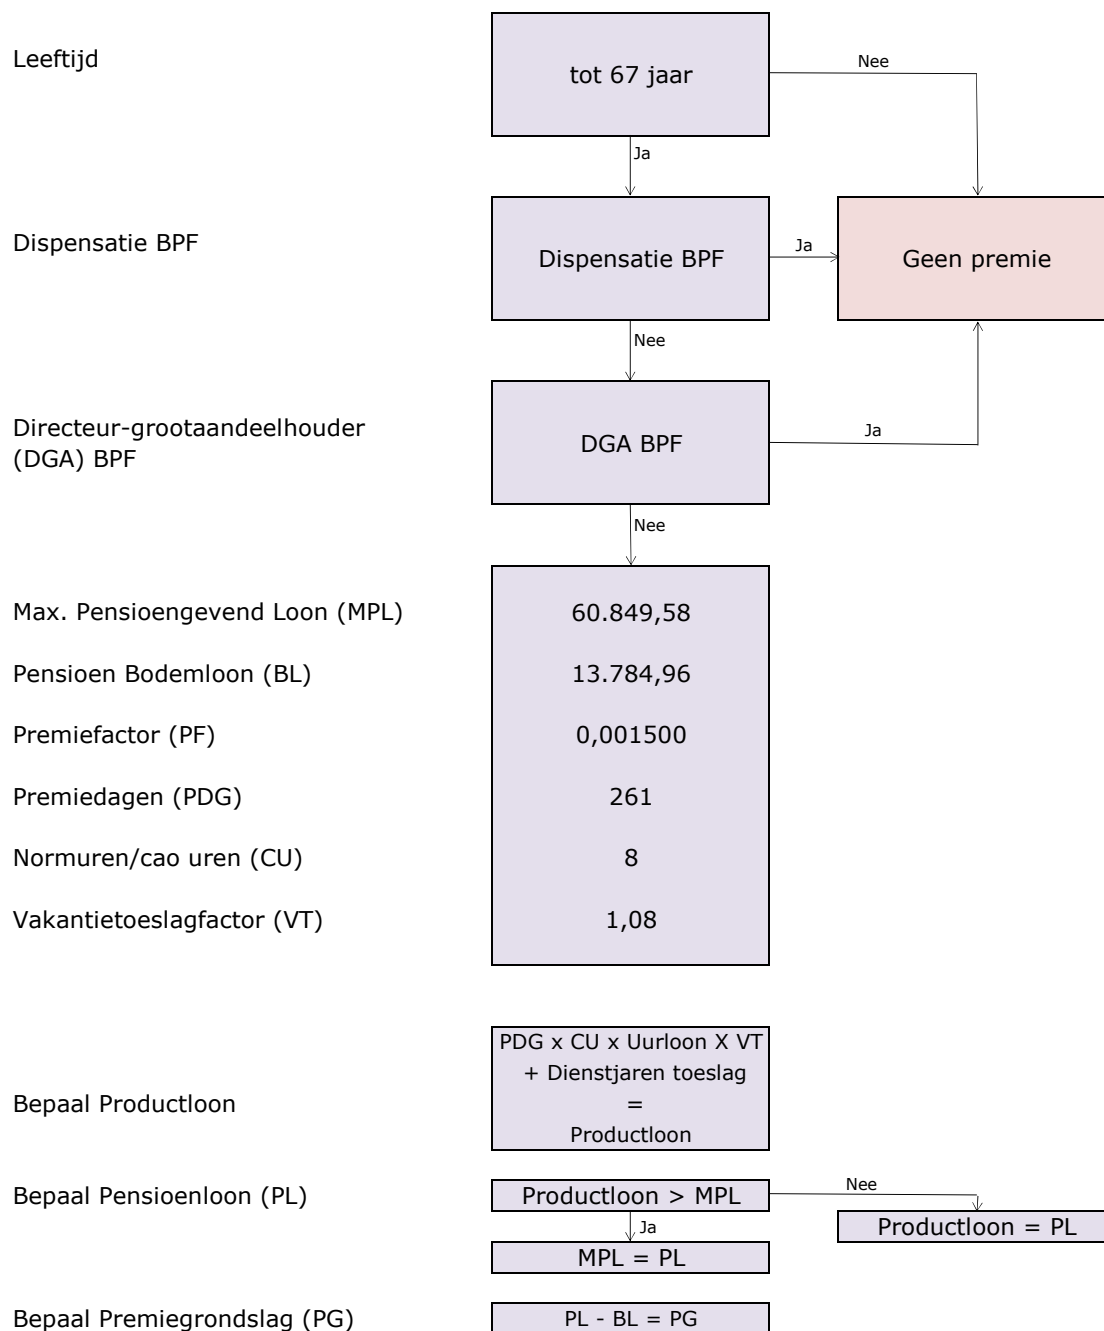 Leeftijd
tot 67 jaar
Nee
Ja
Dispensatie BPF
Dispensatie BPF
Ja
Geen premie
Nee
Directeur-grootaandeelhouder
(DGA) BPF
DGA BPF
Ja
Nee
Max. Pensioengevend Loon (MPL)
60.849,58
Pensioen Bodemloon (BL)
13.784,96
Premiefactor (PF)
0,001500
Premiedagen (PDG)
261
Normuren/cao uren (CU)
8
Vakantietoeslagfactor (VT)
1,08
Bepaal Productloon
PDG x CU x Uurloon X VT
+ Dienstjaren toeslag
=
Productloon
Bepaal Pensioenloon (PL)
Productloon > MPL
Nee
Productloon = PL
Ja
MPL = PL
Bepaal Premiegrondslag (PG)
PL - BL = PG